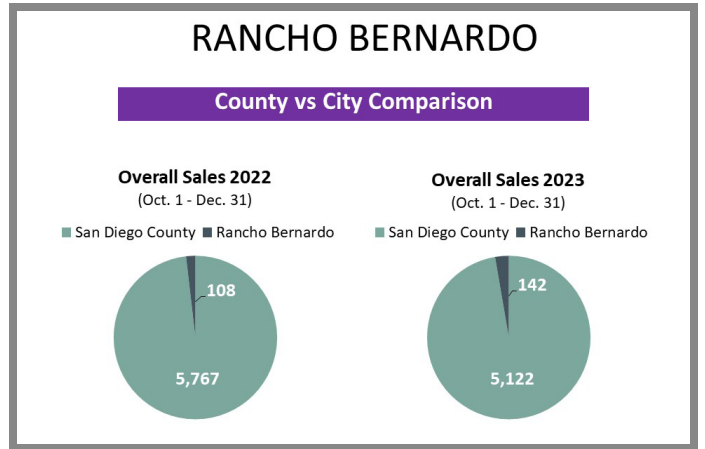 RANCHO BERNARDO
County vs City Comparison
Overall Sales 2022
(Oct. 1 - Dec. 31)
San Diego County Rancho Bernardo
108
5,767
Overall Sales 2023
(Oct. 1 - Dec. 31)
San Diego County Rancho Bernardo
142
5,122